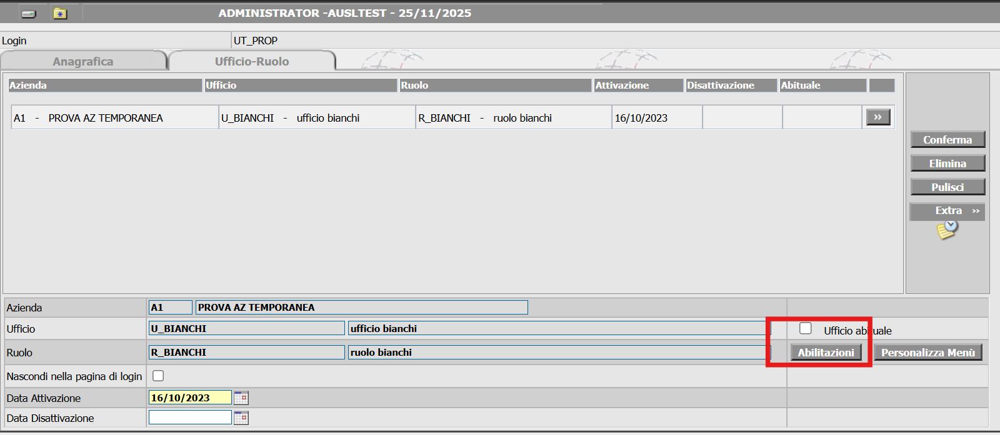 ADMINISTRATOR -AUSLTEST - 25/11/2025
Login UT_PROP
Anagrafica Ufficio-Ruolo
Azienda Ufficio Ruolo Attivazione Disattivazione Abituale
A1 - PROVA AZ TEMPORANEA U_BIANCHI - ufficio bianchi R_BIANCHI - ruolo bianchi 16/10/2023 »
Conferma
Elimina
Pulisci
Extra »
Azienda A1 PROVA AZ TEMPORANEA
Ufficio U_BIANCHI ufficio bianchi Ufficio abituale
Ruolo R_BIANCHI ruolo bianchi Abilitazioni Personalizza Menù
Nascondi nella pagina di login
Data Attivazione 16/10/2023
Data Disattivazione